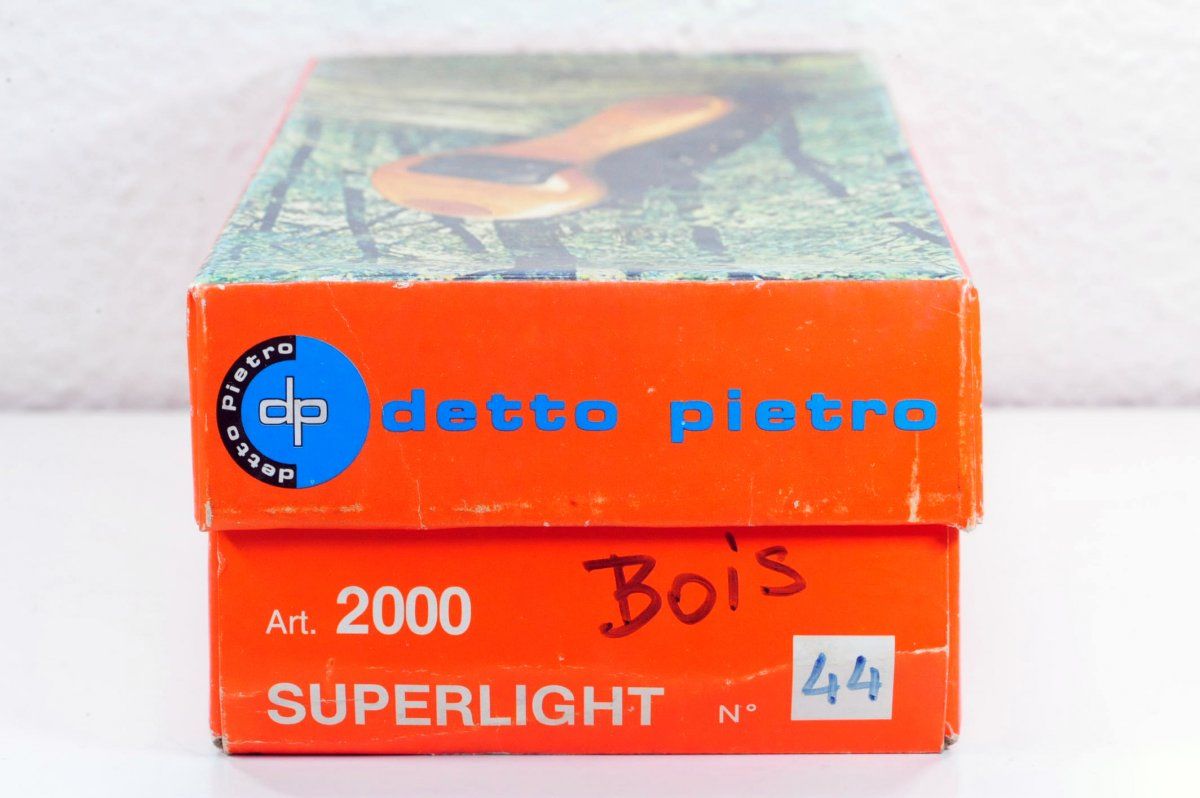 detto pietro
dp
detto pietro
Art. 2000
Bois
SUPERLIGHT
N° 44